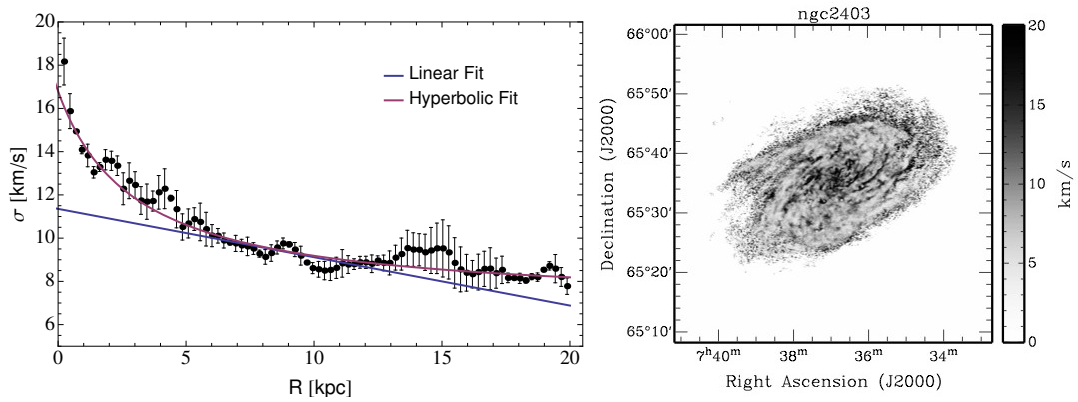 20
18
16
14
12
10
8
6
σ [km/s]
0
5
10
15
20
R [kpc]
Linear Fit
Hyperbolic Fit
ngc2403
66°00′
65°50′
65°40′
65°30′
65°20′
65°10′
Declination (J2000)
7ʰ40ᵐ
38ᵐ
36ᵐ
34ᵐ
Right Ascension (J2000)
20
15
10
5
0
km/s